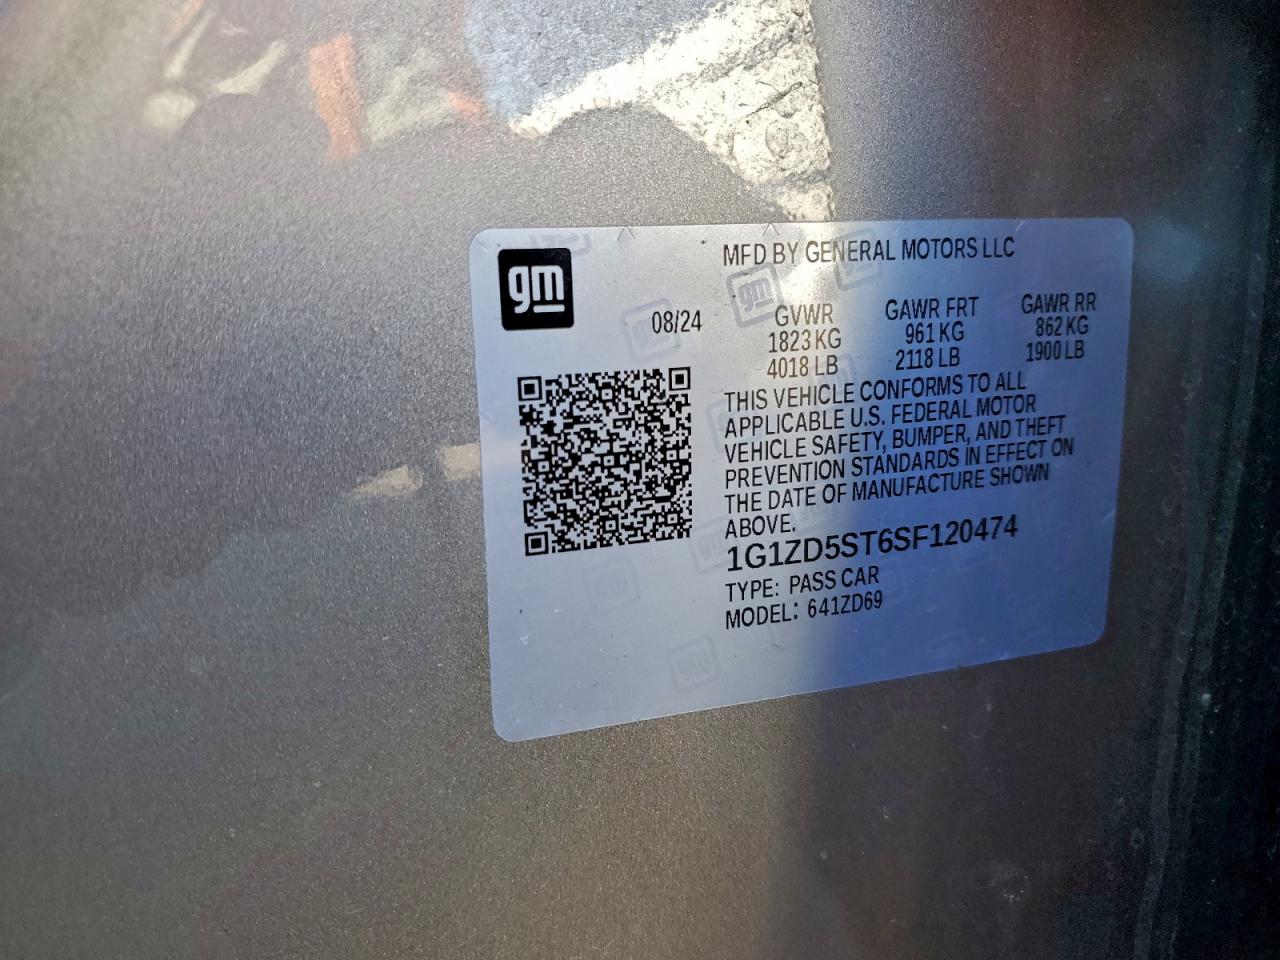 gm
MFD BY GENERAL MOTORS LLC
08/24
GVWR GAWR FRT GAWR RR
1823 KG 961 KG 862 KG
4018 LB 2118 LB 1900 LB
THIS VEHICLE CONFORMS TO ALL
APPLICABLE U.S. FEDERAL MOTOR
VEHICLE SAFETY, BUMPER, AND THEFT
PREVENTION STANDARDS IN EFFECT ON
THE DATE OF MANUFACTURE SHOWN
ABOVE.
1G1ZD5ST6SF120474
TYPE: PASS CAR
MODEL: 641ZD69